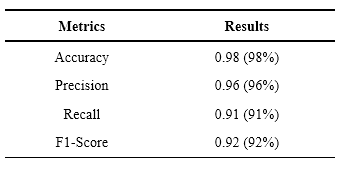 Metrics Results
Accuracy 0.98 (98%)
Precision 0.96 (96%)
Recall 0.91 (91%)
F1-Score 0.92 (92%)